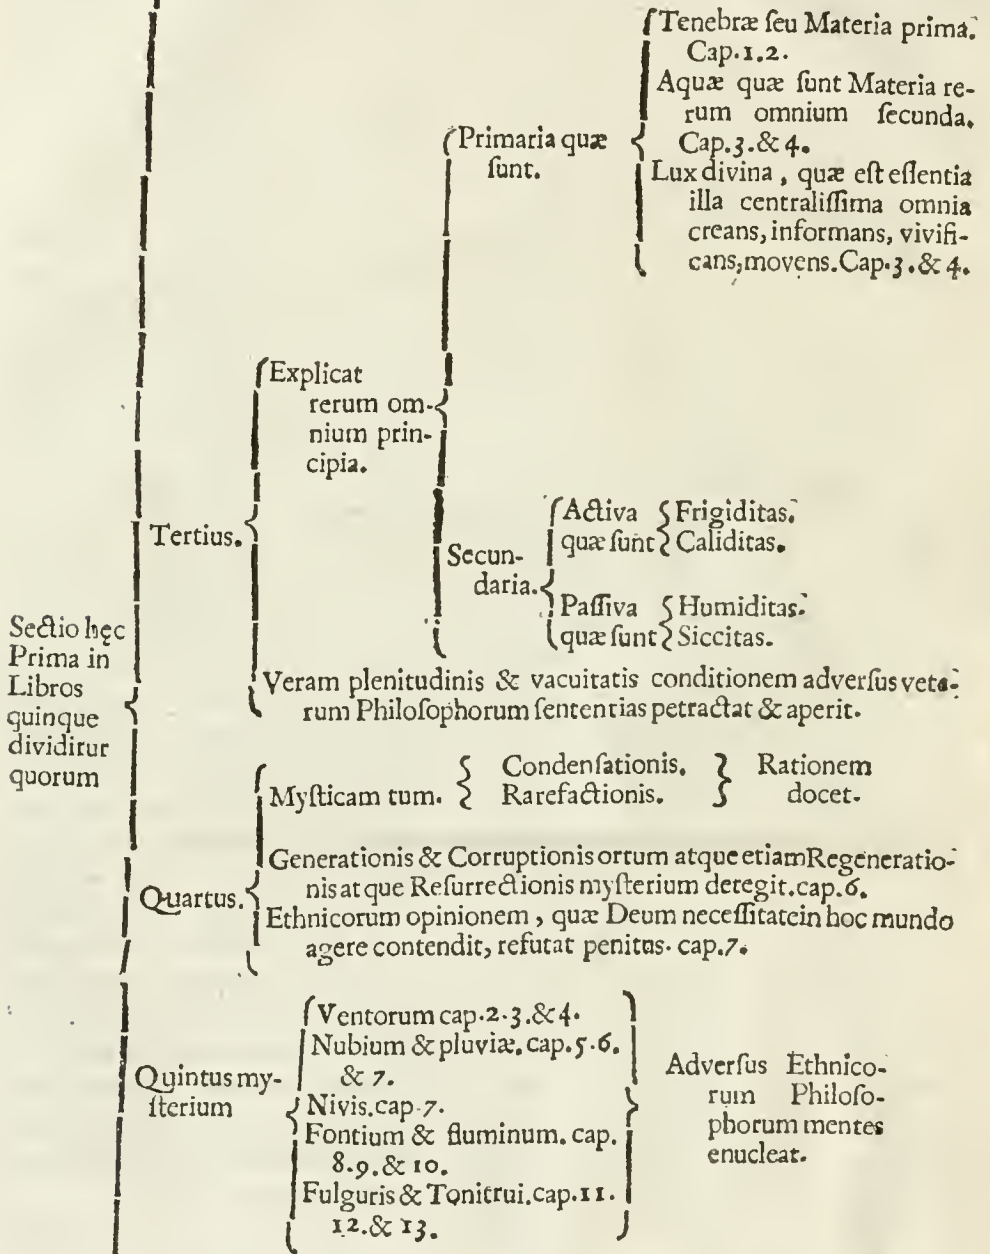 Sectio hęc
Prima in
Libros
quinque
dividitur
quorum
Tertius.
Explicat
rerum om-
nium prin-
cipia.
Primaria quæ
ſunt.
Tenebræ ſeu Materia prima.
Cap.1.2.
Aquæ quæ ſunt Materia re-
rum omnium ſecunda.
Cap.3.& 4.
Lux divina, quæ eſt eſſentia
illa centraliſſima omnia
creans, informans, vivifi-
cans, movens. Cap.3.& 4.
Secun-
daria.
Activa
quæ ſunt
Frigiditas.
Caliditas.
Paſſiva
quæ ſunt
Humiditas.
Siccitas.
Veram plenitudinis & vacuitatis conditionem adverſus vete-
rum Philoſophorum ſententias petractat & aperit.
Quartus.
Myſticam tum.
Condenſationis.
Rarefactionis.
Rationem
docet.
Generationis & Corruptionis ortum atque etiam Regeneratio-
nis atque Reſurrectionis myſterium deregit. cap.6.
Ethnicorum opinionem, quæ Deum neceſſitate in hoc mundo
agere contendit, refutat penitus. cap.7.
Quintus my-
ſterium
Ventorum cap.2.3.& 4.
Nubium & pluviæ. cap.5.6.
& 7.
Nivis. cap.7.
Fontium & fluminum. cap.
8.9.& 10.
Fulguris & Tonitrui. cap.11.
12.& 13.
Adverſus Ethnico-
rum Philoſo-
phorum mentes
enucleat.